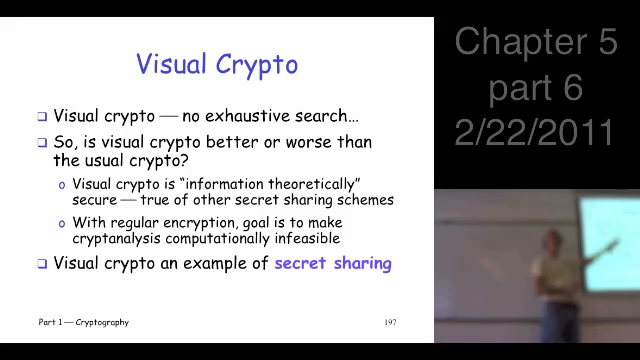 Visual Crypto
Visual crypto — no exhaustive search…
So, is visual crypto better or worse than
the usual crypto?
Visual crypto is “information theoretically”
secure — true of other secret sharing schemes
With regular encryption, goal is to make
cryptanalysis computationally infeasible
Visual crypto an example of secret sharing
Part 1 — Cryptography
197
Chapter 5
part 6
2/22/2011